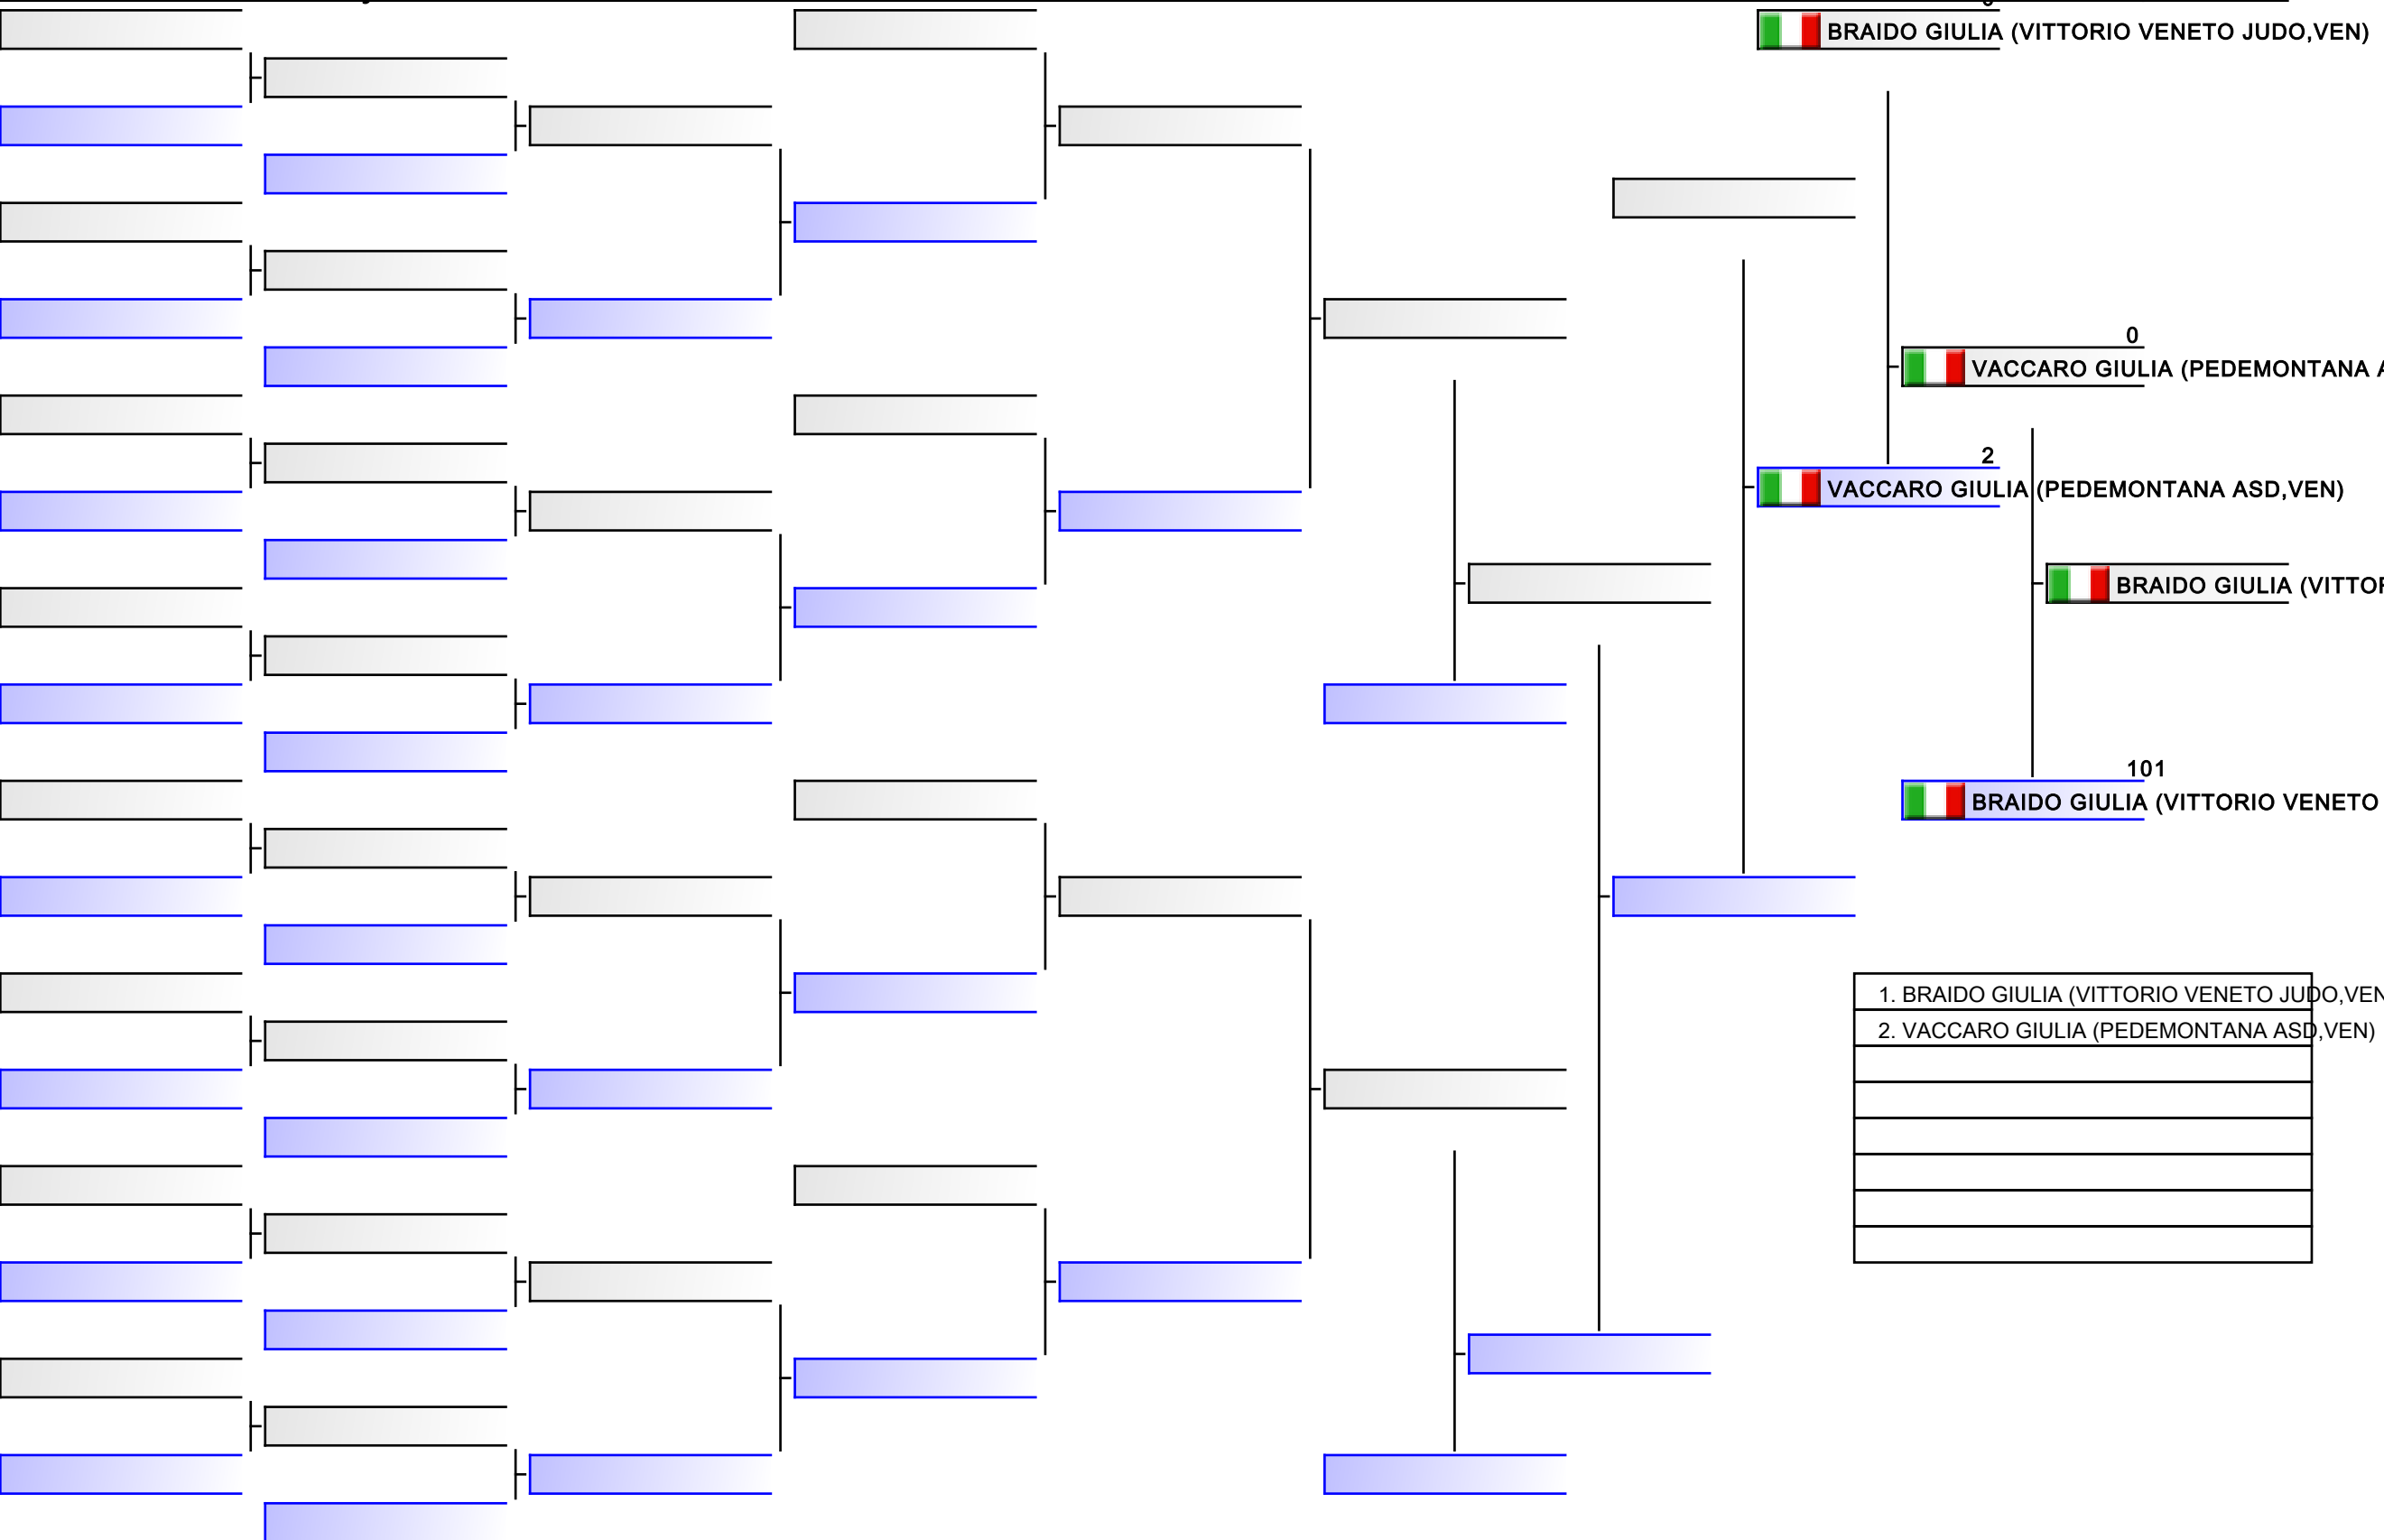 BRAIDO GIULIA (VITTORIO VENETO JUDO,VEN)
0
VACCARO GIULIA (PEDEMONTANA
2
VACCARO GIULIA (PEDEMONTANA ASD,VEN)
BRAIDO GIULIA
101
BRAIDO GIULIA (VITTORIO VENETO
1. BRAIDO GIULIA (VITTORIO VENETO JUDO,VEN
2. VACCARO GIULIA (PEDEMONTANA ASD,VEN)